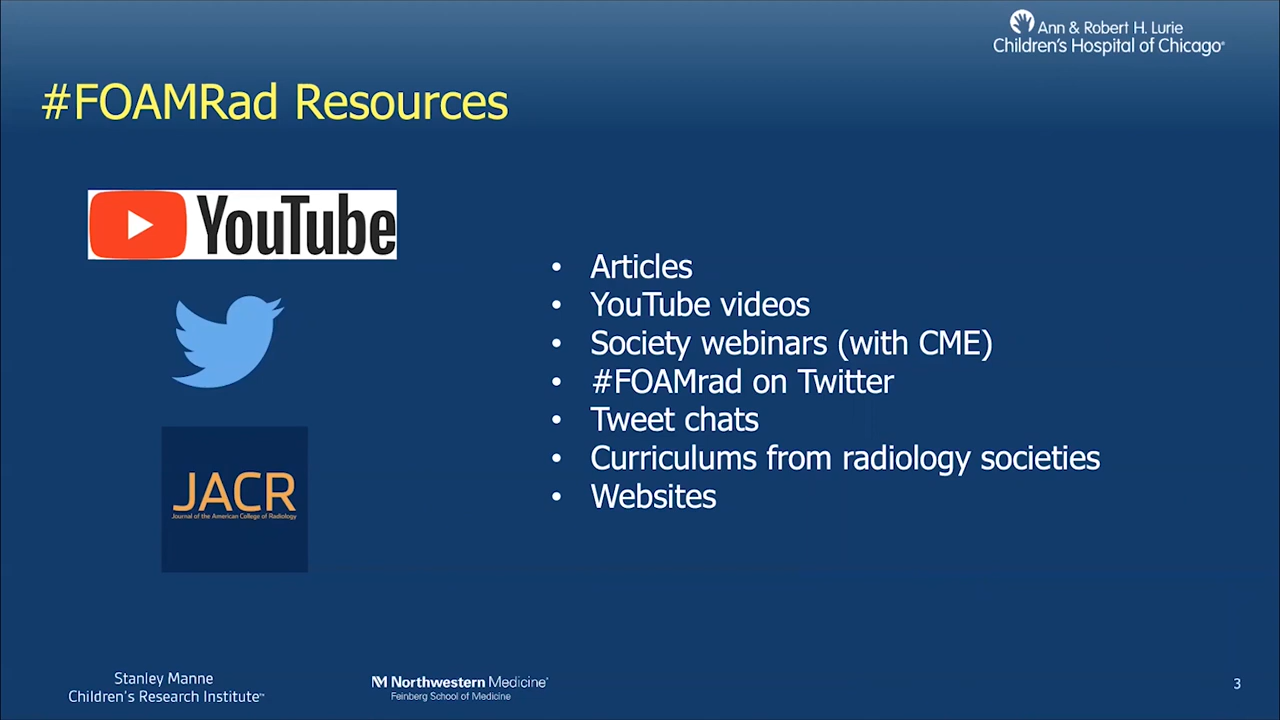 Ann & Robert H. Lurie
Children's Hospital of Chicago®
#FOAMRad Resources
YouTube
JACR
Journal of the American College of Radiology
• Articles
• YouTube videos
• Society webinars (with CME)
• #FOAMrad on Twitter
• Tweet chats
• Curriculums from radiology societies
• Websites
Stanley Manne
Children's Research Institute™
Northwestern Medicine®
Feinberg School of Medicine
3